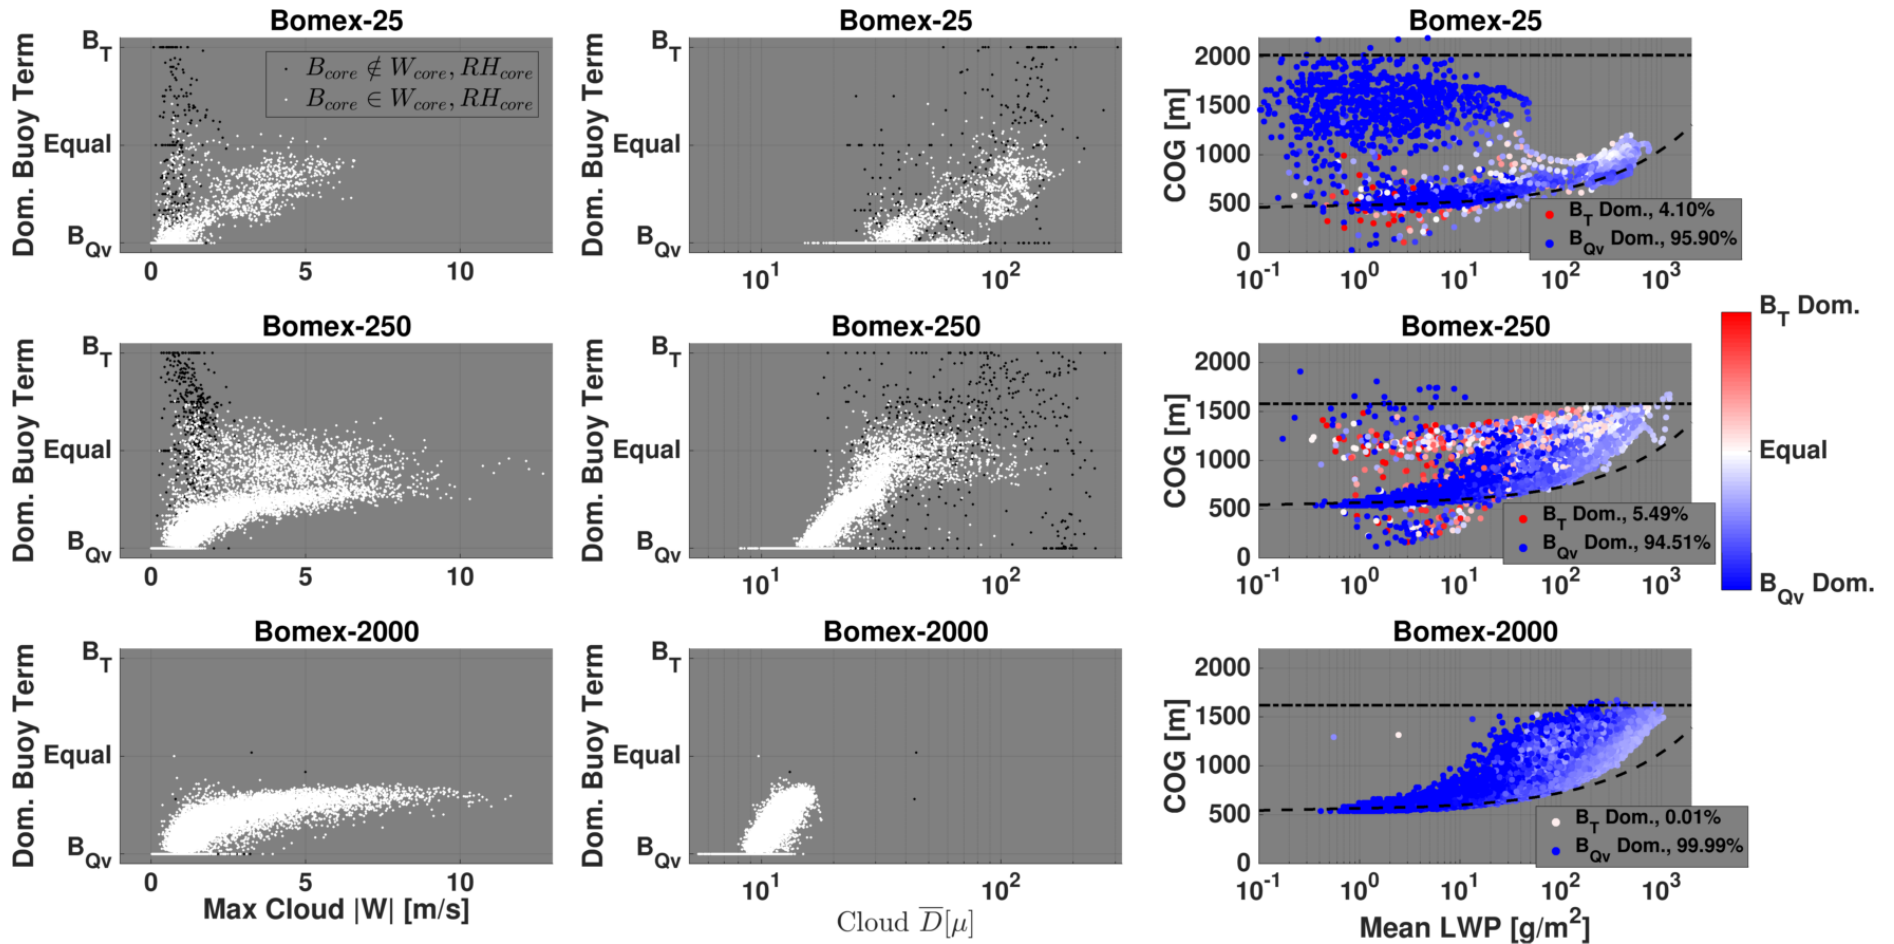 Bomex-25
Dom. Buoy Term
B_T
Equal
B_Qv
B_core ∉ W_core, RH_core
B_core ∈ W_core, RH_core
0 5 10
Bomex-25
Dom. Buoy Term
B_T
Equal
B_Qv
10^1 10^2
Bomex-25
COG [m]
2000
1500
1000
500
0
B_T Dom., 4.10%
B_Qv Dom., 95.90%
10^-1 10^0 10^1 10^2 10^3
Bomex-250
Dom. Buoy Term
B_T
Equal
B_Qv
0 5 10
Bomex-250
Dom. Buoy Term
B_T
Equal
B_Qv
10^1 10^2
Bomex-250
COG [m]
2000
1500
1000
500
0
B_T Dom., 5.49%
B_Qv Dom., 94.51%
10^-1 10^0 10^1 10^2 10^3
B_T Dom.
Equal
B_Qv Dom.
Bomex-2000
Dom. Buoy Term
B_T
Equal
B_Qv
0 5 10
Max Cloud |W| [m/s]
Bomex-2000
Dom. Buoy Term
B_T
Equal
B_Qv
10^1 10^2
Cloud D̅[μ]
Bomex-2000
COG [m]
2000
1500
1000
500
0
B_T Dom., 0.01%
B_Qv Dom., 99.99%
10^-1 10^0 10^1 10^2 10^3
Mean LWP [g/m^2]